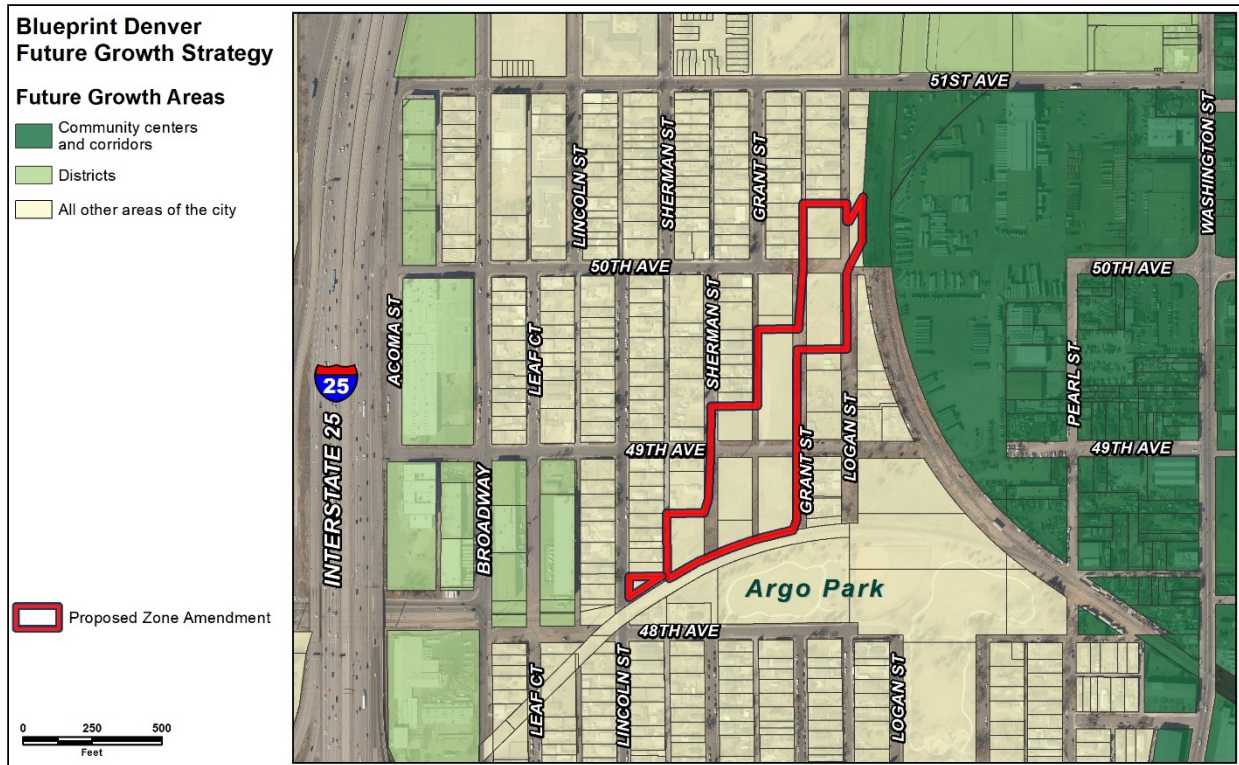 Blueprint Denver
Future Growth Strategy
Future Growth Areas
Community centers
and corridors
Districts
All other areas of the city
Proposed Zone Amendment
0 250 500
Feet
51ST AVE
WASHINGTON ST
LINCOLN ST
SHERMAN ST
GRANT ST
50TH AVE
50TH AVE
ACOMA ST
LEAF CT
SHERMAN ST
PEARL ST
25
INTERSTATE 25
LOGAN ST
49TH AVE
49TH AVE
GRANT ST
BROADWAY
Argo Park
48TH AVE
LEAF CT
LINCOLN ST
LOGAN ST